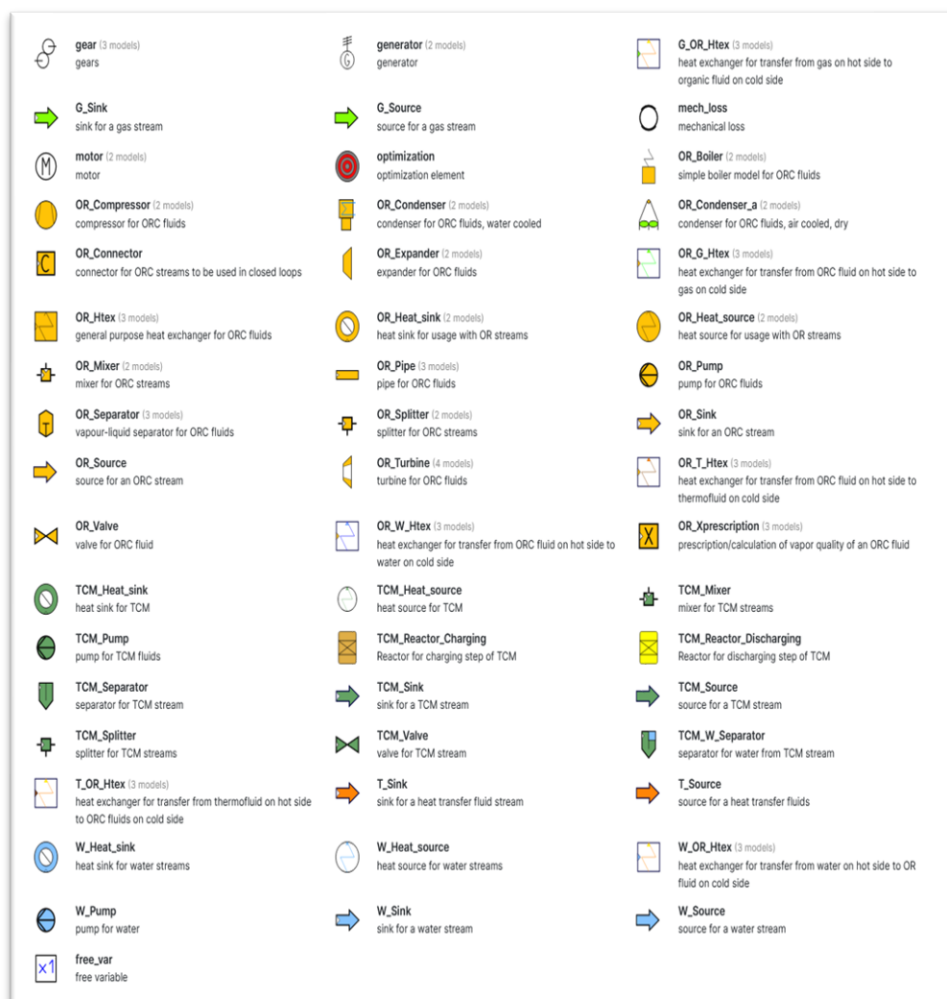 gear (3 models)
gears
generator (2 models)
generator
G_OR_Htex (3 models)
heat exchanger for transfer from gas on hot side to
organic fluid on cold side
G_Sink
sink for a gas stream
G_Source
source for a gas stream
mech_loss
mechanical loss
M
motor (2 models)
motor
optimization
optimization element
OR_Boiler (2 models)
simple boiler model for ORC fluids
OR_Compressor (2 models)
compressor for ORC fluids
OR_Condenser (2 models)
condenser for ORC fluids, water cooled
OR_Condenser_a (2 models)
condenser for ORC fluids, air cooled, dry
C
OR_Connector
connector for ORC streams to be used in closed loops
OR_Expander (2 models)
expander for ORC fluids
OR_G_Htex (3 models)
heat exchanger for transfer from ORC fluid on hot side to
gas on cold side
OR_Htex (3 models)
general purpose heat exchanger for ORC fluids
OR_Heat_sink (2 models)
heat sink for usage with OR streams
OR_Heat_source (2 models)
heat source for usage with OR streams
OR_Mixer (2 models)
mixer for ORC streams
OR_Pipe (3 models)
pipe for ORC fluids
OR_Pump
pump for ORC fluids
OR_Separator (3 models)
vapour-liquid separator for ORC fluids
OR_Splitter (2 models)
splitter for ORC streams
OR_Sink
sink for an ORC stream
OR_Source
source for an ORC stream
OR_Turbine (4 models)
turbine for ORC fluids
OR_T_Htex (3 models)
heat exchanger for transfer from ORC fluid on hot side to
thermofluid on cold side
OR_Valve
valve for ORC fluid
OR_W_Htex (3 models)
heat exchanger for transfer from ORC fluid on hot side to
water on cold side
X
OR_Xprescription (3 models)
prescription/calculation of vapor quality of an ORC fluid
TCM_Heat_sink
heat sink for TCM
TCM_Heat_source
heat source for TCM
TCM_Mixer
mixer for TCM streams
TCM_Pump
pump for TCM fluids
TCM_Reactor_Charging
Reactor for charging step of TCM
TCM_Reactor_Discharging
Reactor for discharging step of TCM
TCM_Separator
separator for TCM stream
TCM_Sink
sink for a TCM stream
TCM_Source
source for a TCM stream
TCM_Splitter
splitter for TCM streams
TCM_Valve
valve for TCM stream
TCM_W_Separator
separator for water from TCM stream
T_OR_Htex (3 models)
heat exchanger for transfer from thermofluid on hot side
to ORC fluids on cold side
T_Sink
sink for a heat transfer fluid stream
T_Source
source for a heat transfer fluids
W_Heat_sink
heat sink for water streams
W_Heat_source
heat source for water streams
W_OR_Htex (3 models)
heat exchanger for transfer from water on hot side to OR
fluid on cold side
W_Pump
pump for water
W_Sink
sink for a water stream
W_Source
source for a water stream
x1
free_var
free variable